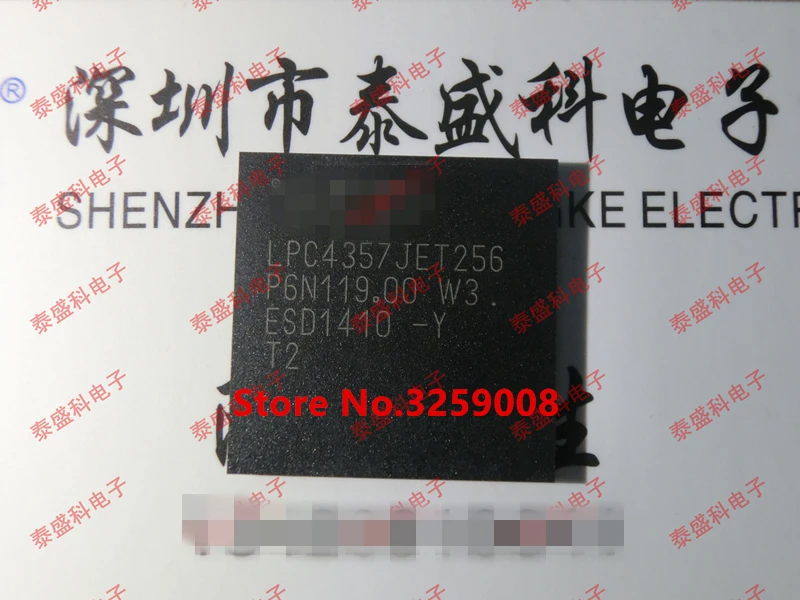 ®
深圳市泰盛科电子
SHENZH KE ELECTR
LPC4357JET256
P6N119.00 W3.
ESD1410 -Y
T2
Store No.3259008
泰盛科电子